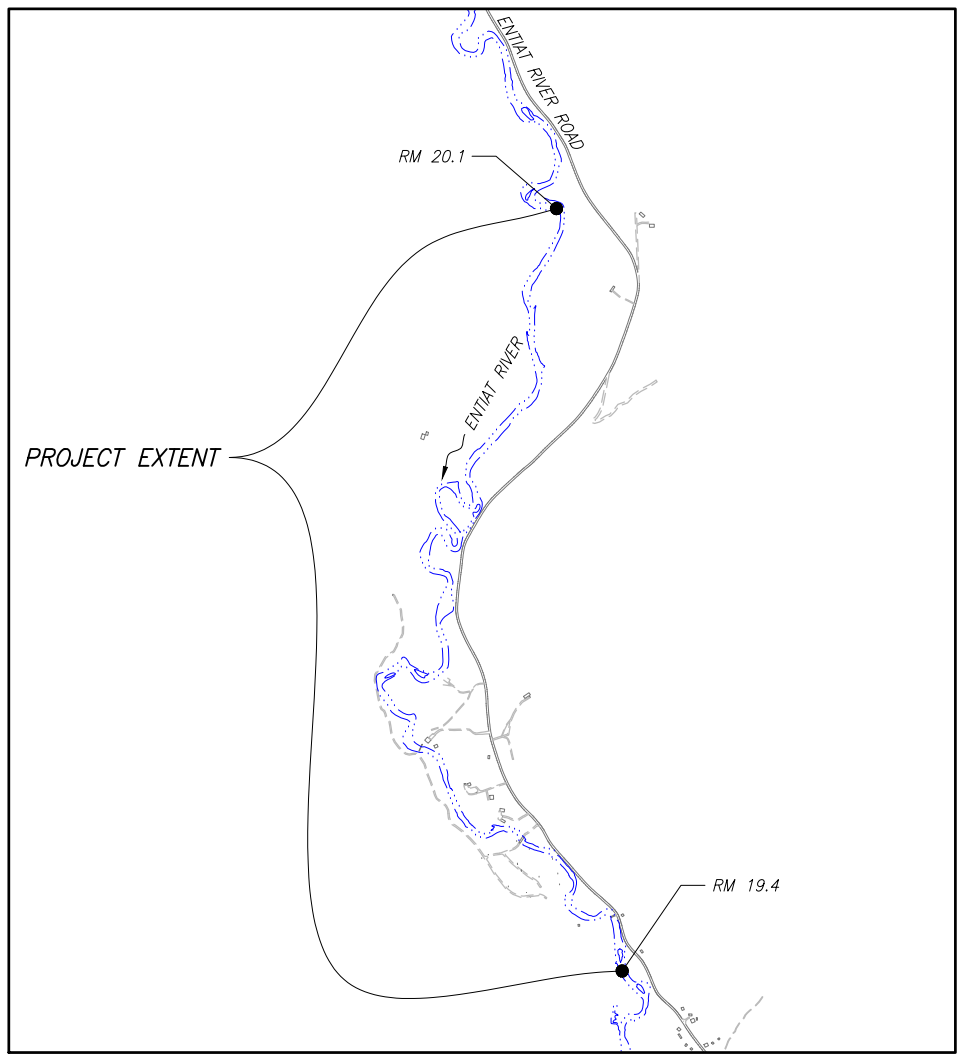 ENTIAT RIVER ROAD
RM 20.1
ENTIAT RIVER
PROJECT EXTENT
RM 19.4